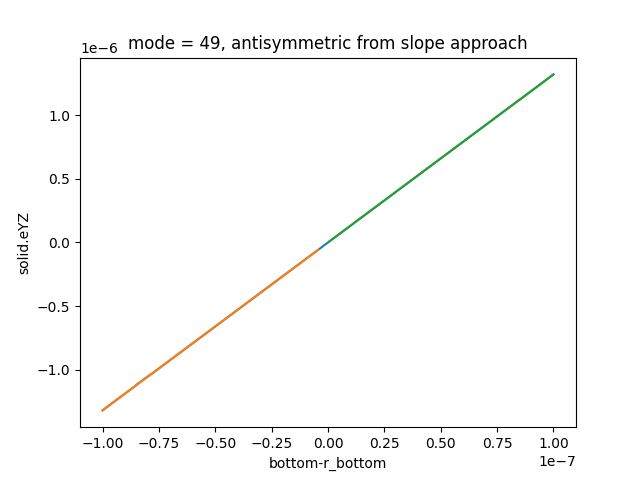 mode = 49, antisymmetric from slope approach
1e−6
1.0
0.5
0.0
−0.5
−1.0
solid.eYZ
−1.00 −0.75 −0.50 −0.25 0.00 0.25 0.50 0.75 1.00
bottom-r_bottom
1e−7